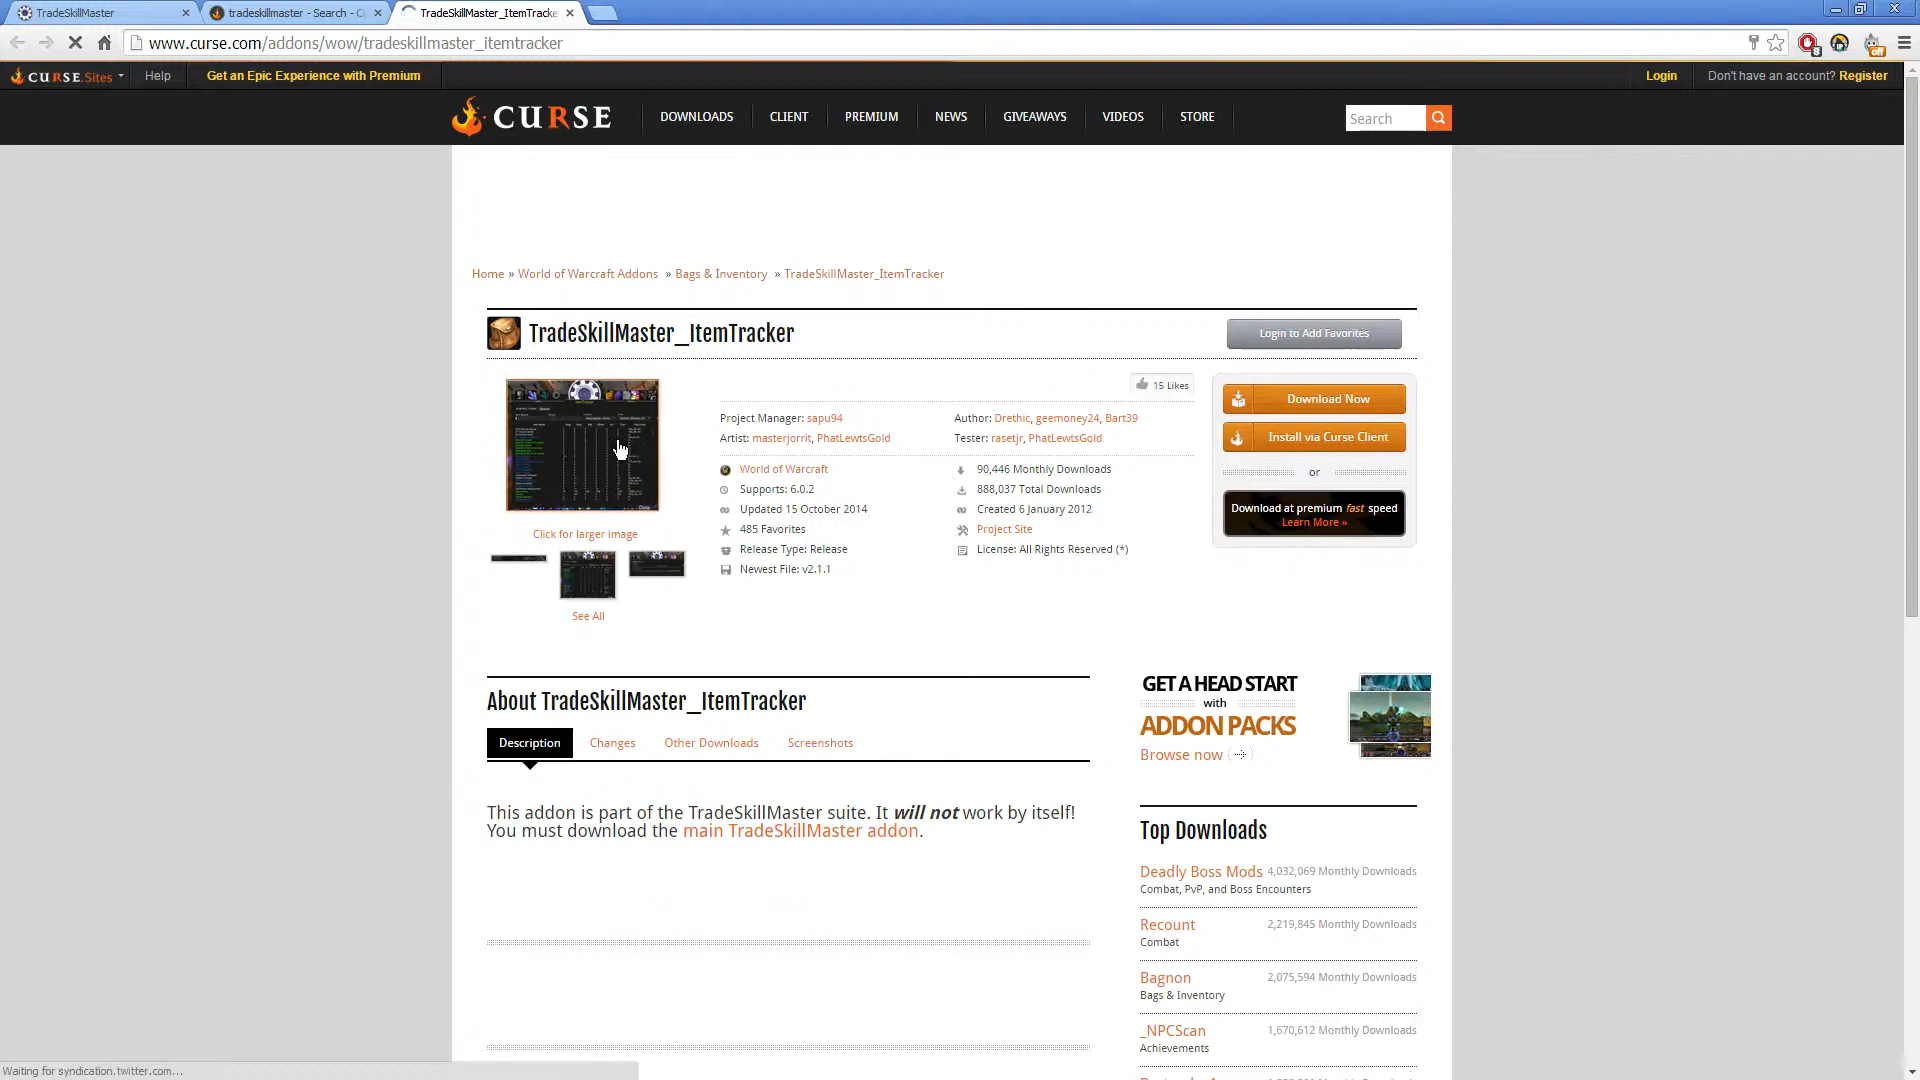 TradeSkillMaster
tradeskillmaster - Search - C
TradeSkillMaster_ItemTracke
www.curse.com/addons/wow/tradeskillmaster_itemtracker
CURSE.Sites
Help
Get an Epic Experience with Premium
Login
Don't have an account? Register
CURSE
DOWNLOADS
CLIENT
PREMIUM
NEWS
GIVEAWAYS
VIDEOS
STORE
Search
Home » World of Warcraft Addons » Bags & Inventory » TradeSkillMaster_ItemTracker
TradeSkillMaster_ItemTracker
Login to Add Favorites
15 Likes
Project Manager: sapu94
Author: Drethic, geemoney24, Bart39
Artist: masterjorrit, PhatLewtsGold
Tester: rasetjr, PhatLewtsGold
World of Warcraft
90,446 Monthly Downloads
Supports: 6.0.2
888,037 Total Downloads
Updated 15 October 2014
Created 6 January 2012
485 Favorites
Project Site
Release Type: Release
License: All Rights Reserved (*)
Newest File: v2.1.1
Click for larger image
See All
Download Now
Install via Curse Client
or
Download at premium fast speed
Learn More »
About TradeSkillMaster_ItemTracker
Description
Changes
Other Downloads
Screenshots
This addon is part of the TradeSkillMaster suite. It will not work by itself!
You must download the main TradeSkillMaster addon.
GET A HEAD START
with
ADDON PACKS
Browse now
Top Downloads
Deadly Boss Mods 4,032,069 Monthly Downloads
Combat, PvP, and Boss Encounters
Recount 2,219,845 Monthly Downloads
Combat
Bagnon 2,075,594 Monthly Downloads
Bags & Inventory
_NPCScan 1,670,612 Monthly Downloads
Achievements
Waiting for syndication.twitter.com...